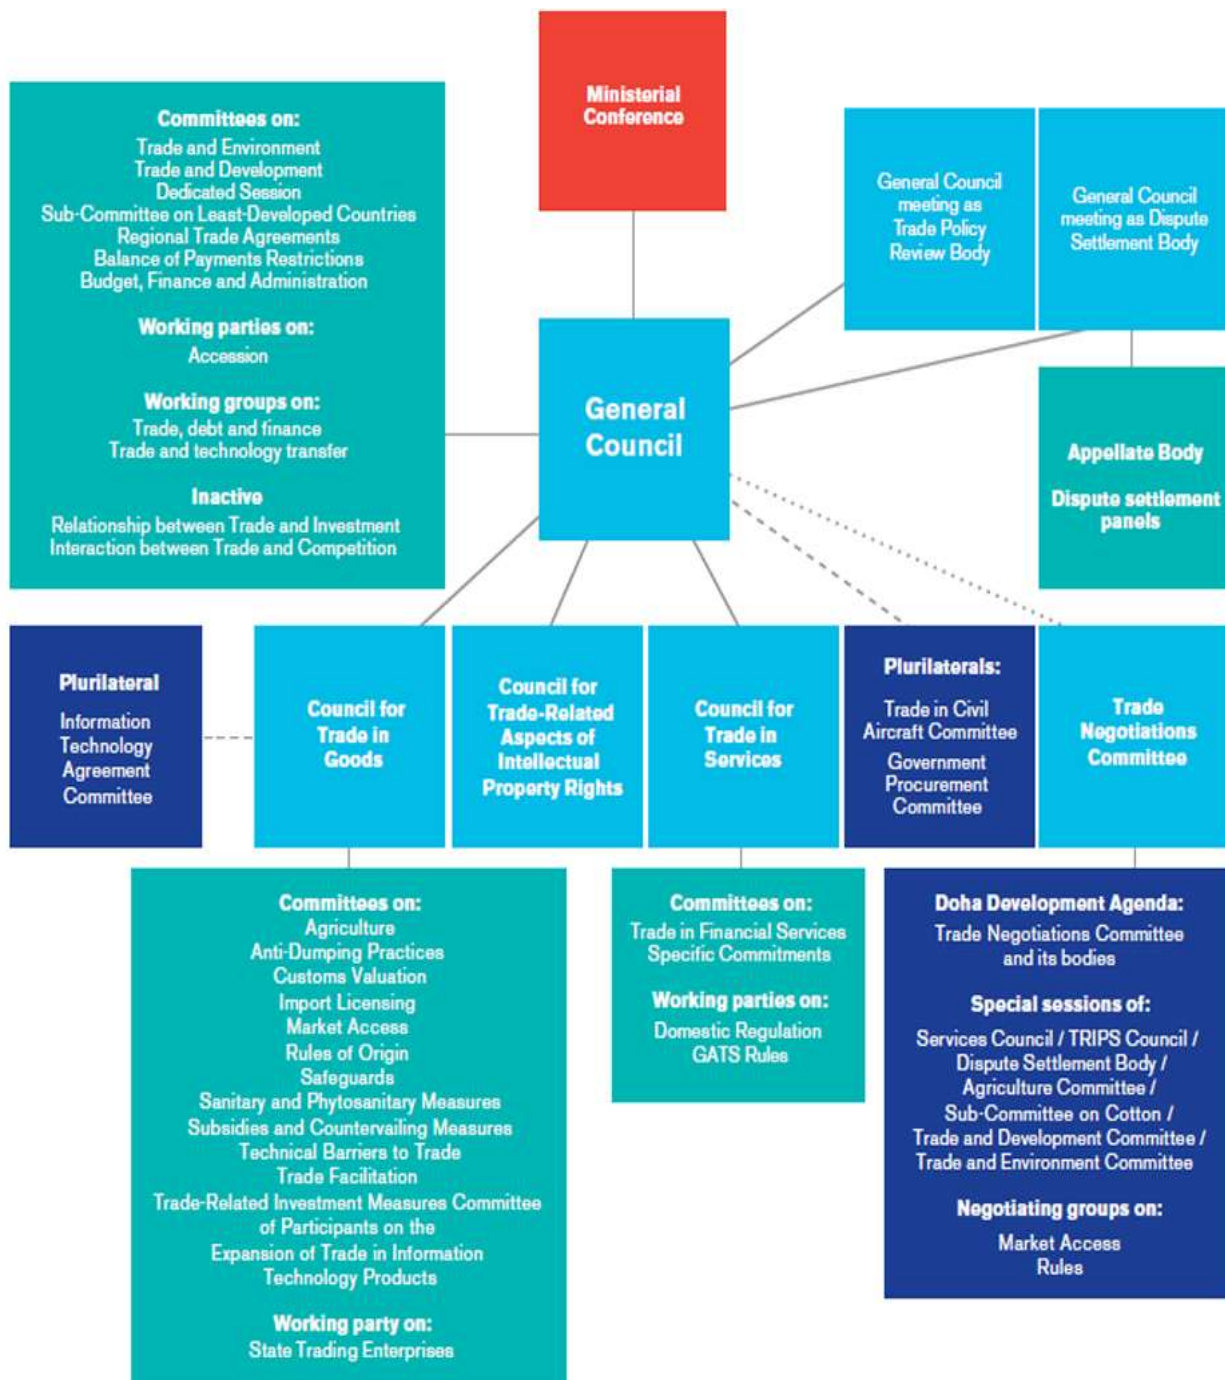 Ministerial
Conference
Committees on:
Trade and Environment
Trade and Development
Dedicated Session
Sub-Committee on Least-Developed Countries
Regional Trade Agreements
Balance of Payments Restrictions
Budget, Finance and Administration
Working parties on:
Accession
Working groups on:
Trade, debt and finance
Trade and technology transfer
Inactive
Relationship between Trade and Investment
Interaction between Trade and Competition
General Council
meeting as
Trade Policy
Review Body
General Council
meeting as Dispute
Settlement Body
General
Council
Appellate Body
Dispute settlement
panels
Plurilateral
Information
Technology
Agreement
Committee
Council for
Trade in
Goods
Council for
Trade-Related
Aspects of
Intellectual
Property Rights
Council for
Trade in
Services
Plurilaterals:
Trade in Civil
Aircraft Committee
Government
Procurement
Committee
Trade
Negotiations
Committee
Committees on:
Agriculture
Anti-Dumping Practices
Customs Valuation
Import Licensing
Market Access
Rules of Origin
Safeguards
Sanitary and Phytosanitary Measures
Subsidies and Countervailing Measures
Technical Barriers to Trade
Trade Facilitation
Trade-Related Investment Measures Committee
of Participants on the
Expansion of Trade in Information
Technology Products
Working party on:
State Trading Enterprises
Committees on:
Trade in Financial Services
Specific Commitments
Working parties on:
Domestic Regulation
GATS Rules
Doha Development Agenda:
Trade Negotiations Committee
and its bodies
Special sessions of:
Services Council / TRIPS Council /
Dispute Settlement Body /
Agriculture Committee /
Sub-Committee on Cotton /
Trade and Development Committee /
Trade and Environment Committee
Negotiating groups on:
Market Access
Rules